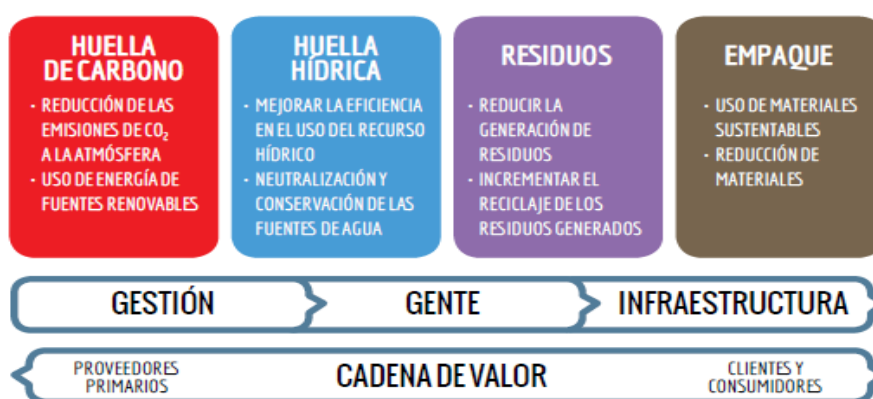 HUELLA
DE CARBONO
- REDUCCIÓN DE LAS
EMISIONES DE CO₂
A LA ATMÓSFERA
- USO DE ENERGÍA DE
FUENTES RENOVABLES
HUELLA
HÍDRICA
- MEJORAR LA EFICIENCIA
EN EL USO DEL RECURSO
HÍDRICO
- NEUTRALIZACIÓN Y
CONSERVACIÓN DE LAS
FUENTES DE AGUA
RESIDUOS
- REDUCIR LA
GENERACIÓN DE
RESIDUOS
- INCREMENTAR EL
RECICLAJE DE LOS
RESIDUOS GENERADOS
EMPAQUE
- USO DE MATERIALES
SUSTENTABLES
- REDUCCIÓN DE
MATERIALES
GESTIÓN
GENTE
INFRAESTRUCTURA
PROVEEDORES
PRIMARIOS
CADENA DE VALOR
CLIENTES Y
CONSUMIDORES